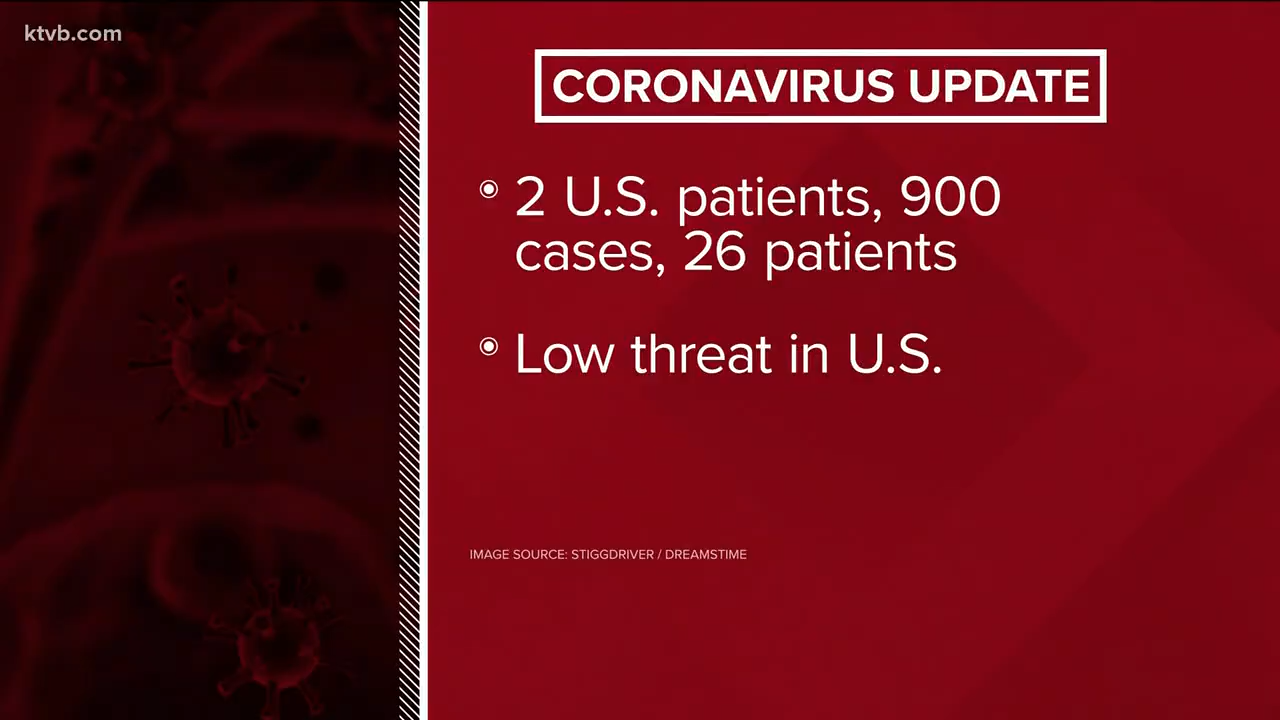 ktvb.com
CORONAVIRUS UPDATE
2 U.S. patients, 900
cases, 26 patients
Low threat in U.S.
IMAGE SOURCE: STIGGDRIVER / DREAMSTIME